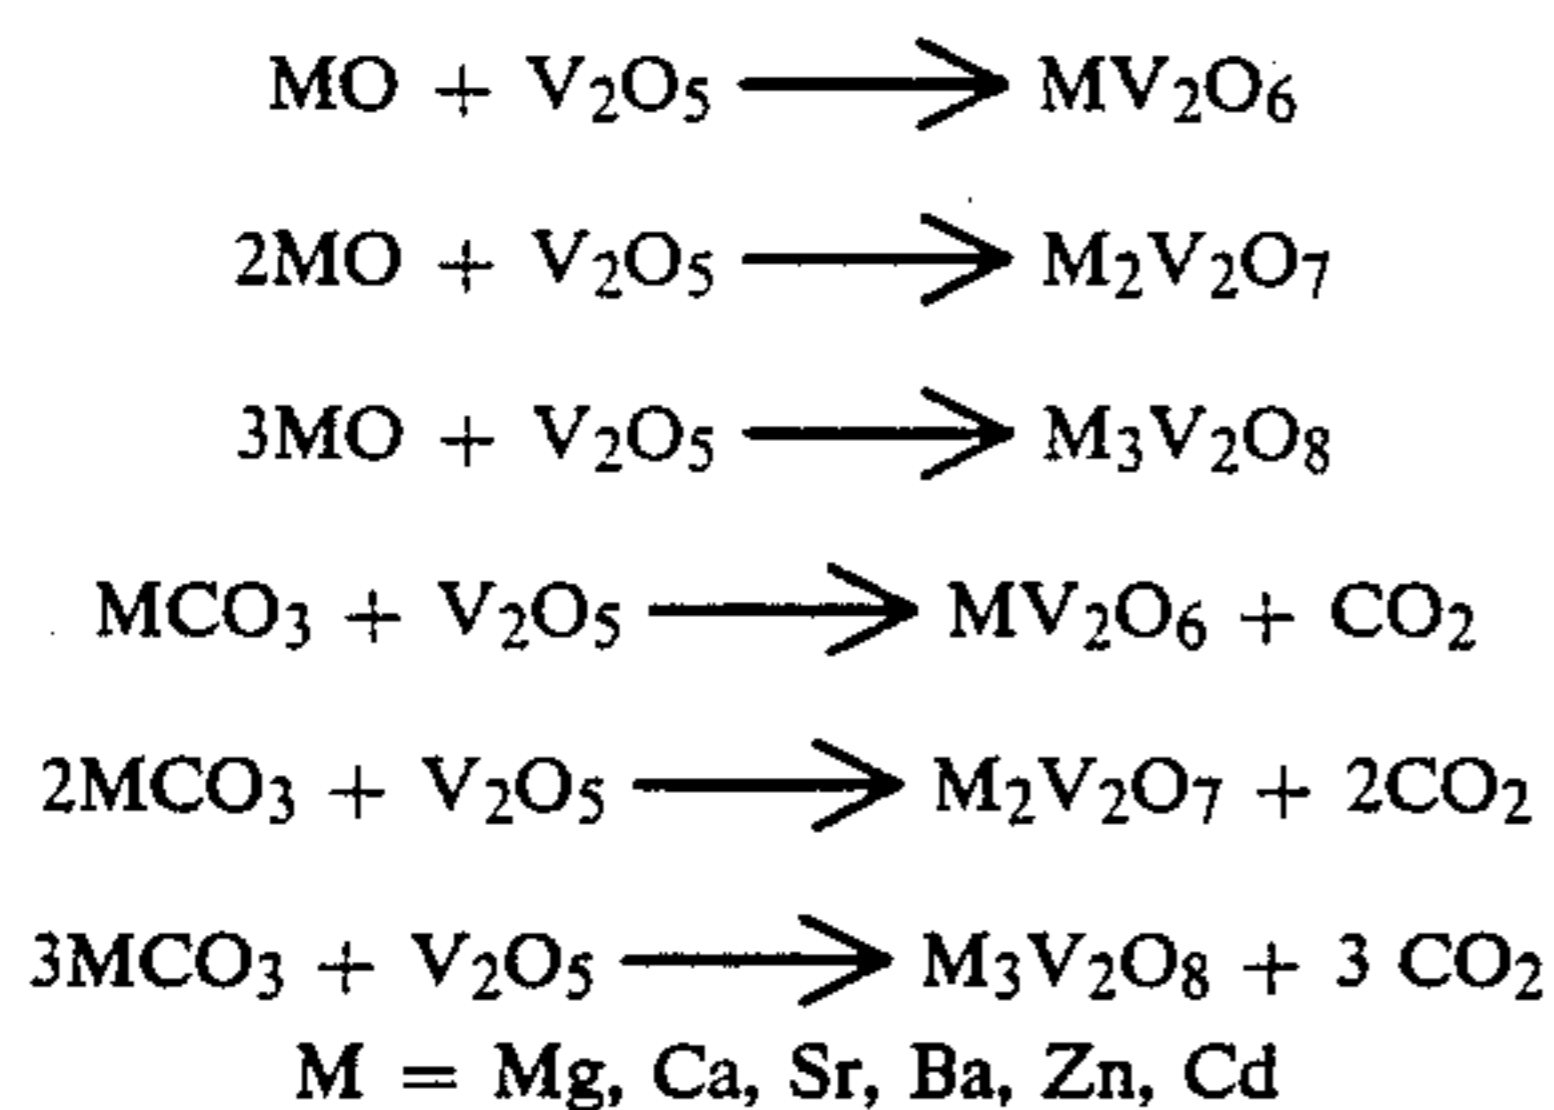 MO + V₂O₅ ⟶ MV₂O₆
2MO + V₂O₅ ⟶ M₂V₂O₇
3MO + V₂O₅ ⟶ M₃V₂O₈
MCO₃ + V₂O₅ ⟶ MV₂O₆ + CO₂
2MCO₃ + V₂O₅ ⟶ M₂V₂O₇ + 2CO₂
3MCO₃ + V₂O₅ ⟶ M₃V₂O₈ + 3 CO₂
M = Mg, Ca, Sr, Ba, Zn, Cd